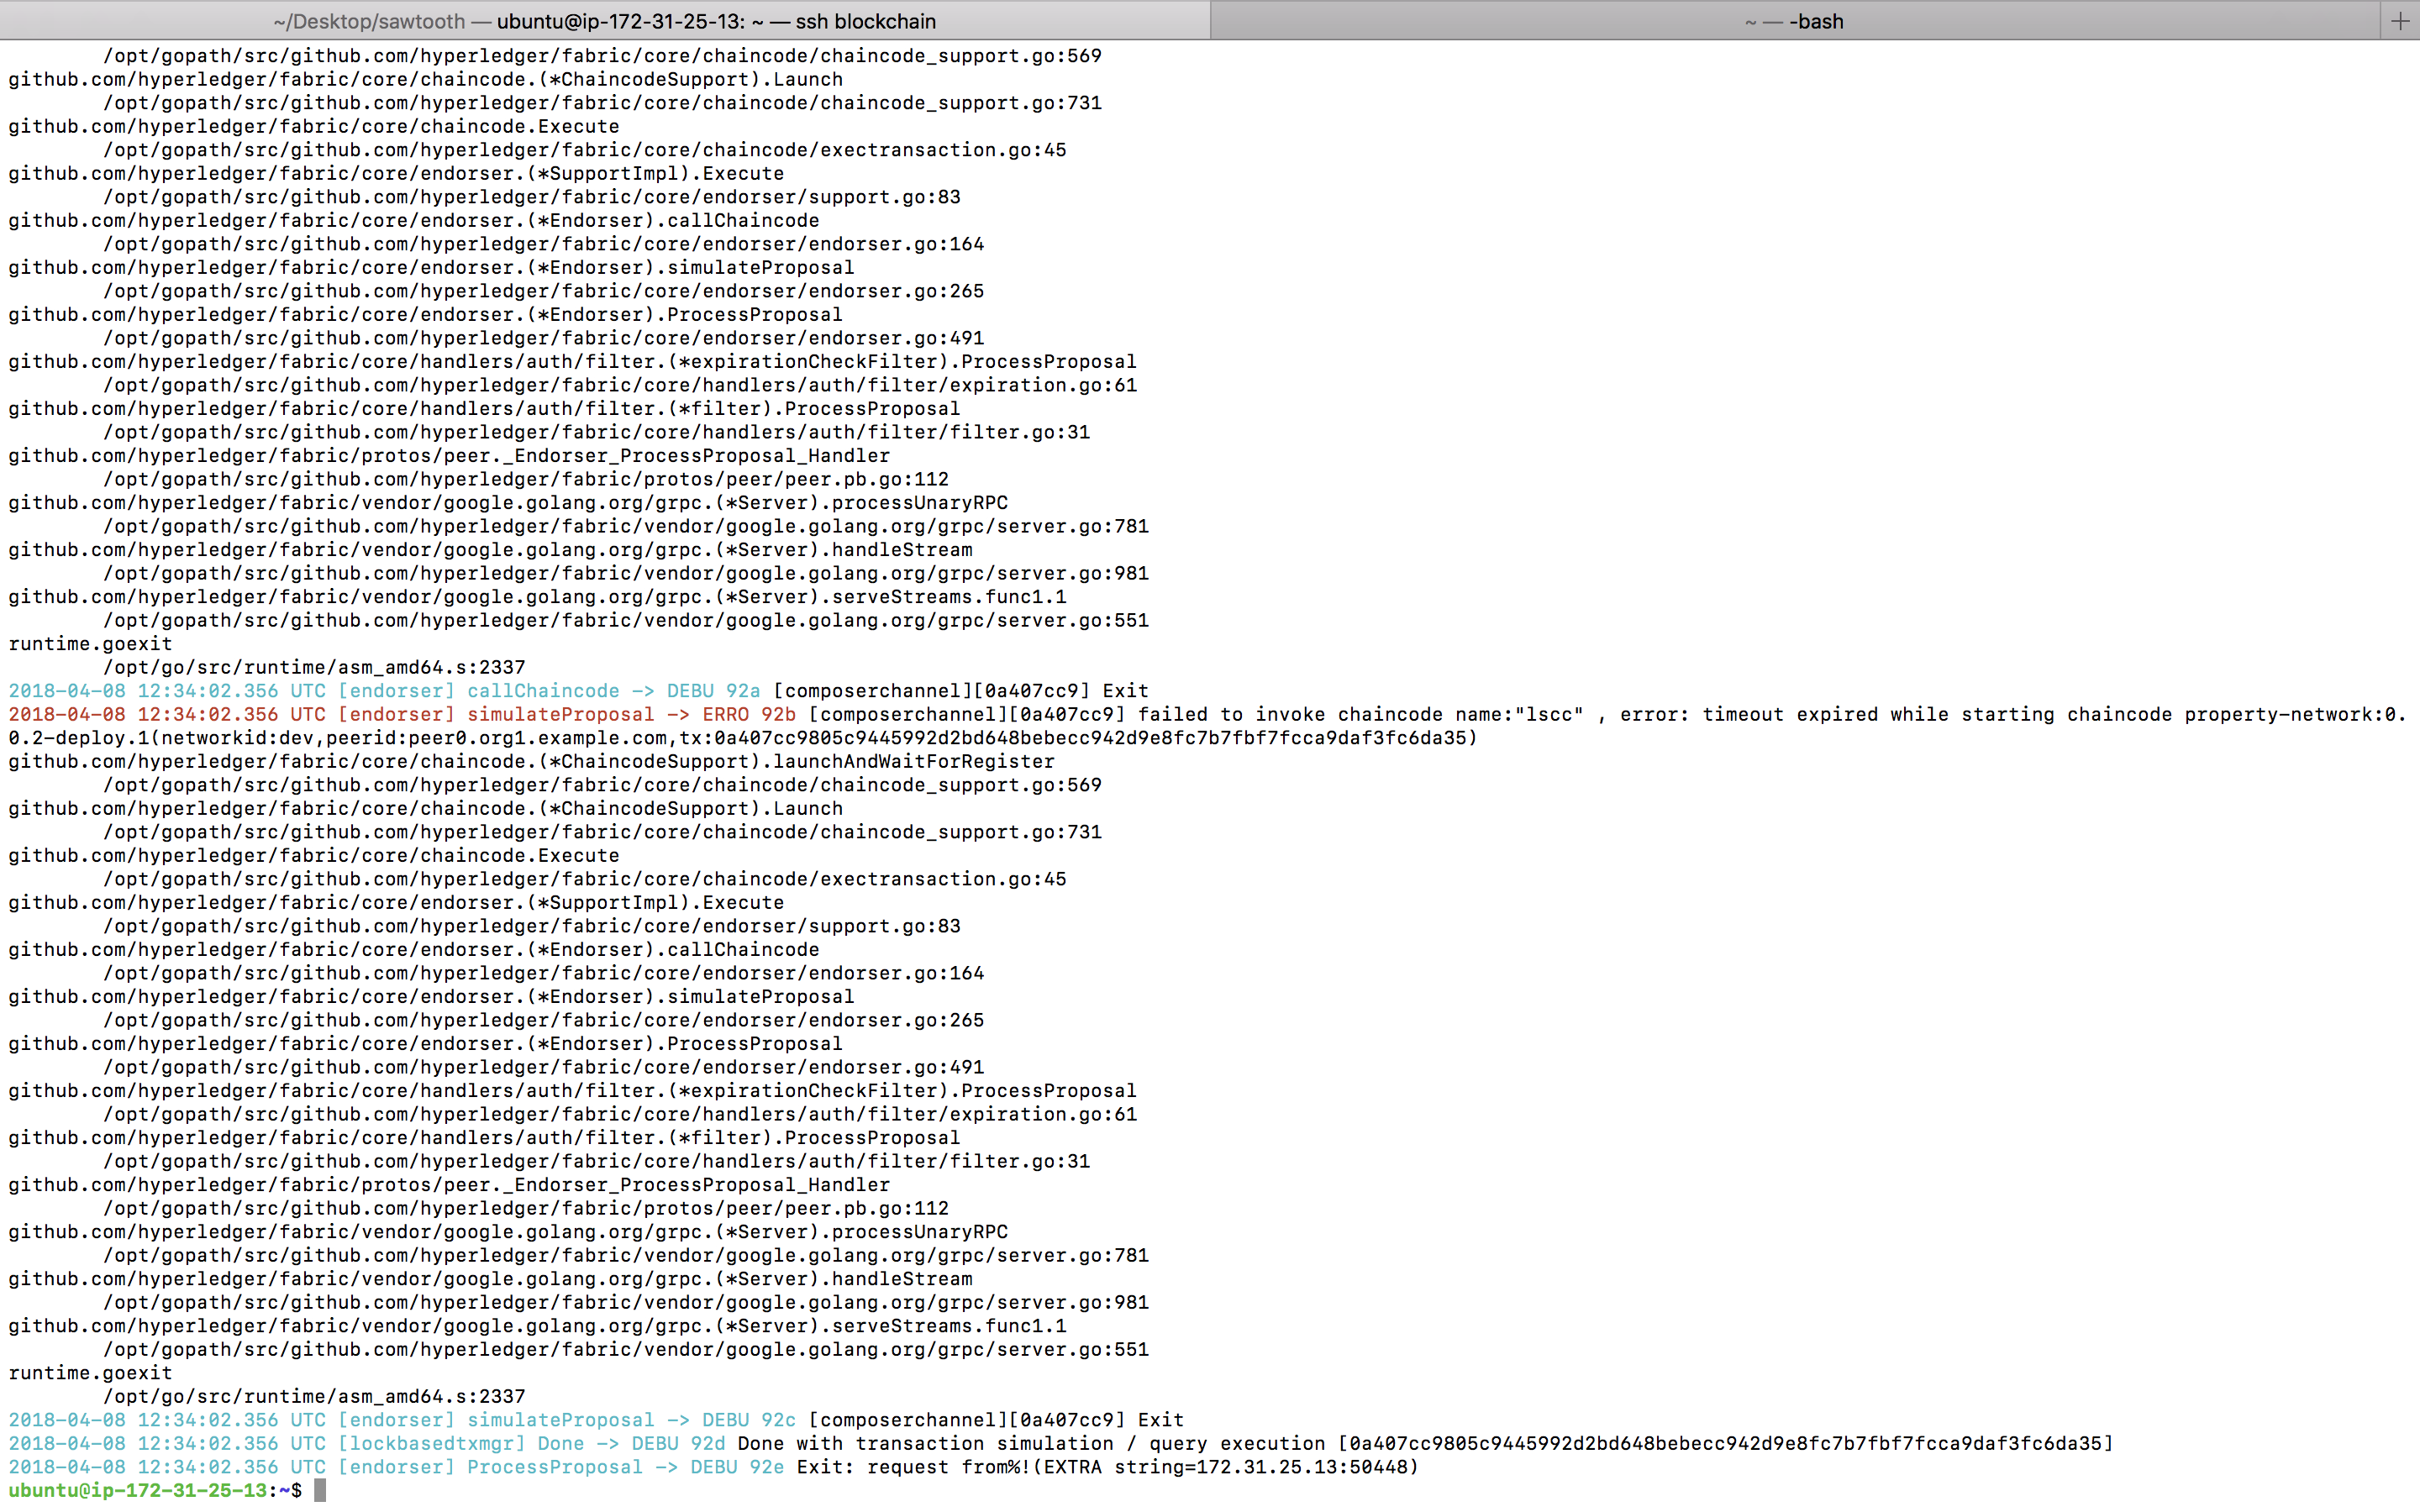 ~/Desktop/sawtooth — ubuntu@ip-172-31-25-13: ~ — ssh blockchain
~ — -bash
+
/opt/gopath/src/github.com/hyperledger/fabric/core/chaincode/chaincode_support.go:569
github.com/hyperledger/fabric/core/chaincode.(*ChaincodeSupport).Launch
/opt/gopath/src/github.com/hyperledger/fabric/core/chaincode/chaincode_support.go:731
github.com/hyperledger/fabric/core/chaincode.Execute
/opt/gopath/src/github.com/hyperledger/fabric/core/chaincode/exectransaction.go:45
github.com/hyperledger/fabric/core/endorser.(*SupportImpl).Execute
/opt/gopath/src/github.com/hyperledger/fabric/core/endorser/support.go:83
github.com/hyperledger/fabric/core/endorser.(*Endorser).callChaincode
/opt/gopath/src/github.com/hyperledger/fabric/core/endorser/endorser.go:164
github.com/hyperledger/fabric/core/endorser.(*Endorser).simulateProposal
/opt/gopath/src/github.com/hyperledger/fabric/core/endorser/endorser.go:265
github.com/hyperledger/fabric/core/endorser.(*Endorser).ProcessProposal
/opt/gopath/src/github.com/hyperledger/fabric/core/endorser/endorser.go:491
github.com/hyperledger/fabric/core/handlers/auth/filter.(*expirationCheckFilter).ProcessProposal
/opt/gopath/src/github.com/hyperledger/fabric/core/handlers/auth/filter/expiration.go:61
github.com/hyperledger/fabric/core/handlers/auth/filter.(*filter).ProcessProposal
/opt/gopath/src/github.com/hyperledger/fabric/core/handlers/auth/filter/filter.go:31
github.com/hyperledger/fabric/protos/peer._Endorser_ProcessProposal_Handler
/opt/gopath/src/github.com/hyperledger/fabric/protos/peer/peer.pb.go:112
github.com/hyperledger/fabric/vendor/google.golang.org/grpc.(*Server).processUnaryRPC
/opt/gopath/src/github.com/hyperledger/fabric/vendor/google.golang.org/grpc/server.go:781
github.com/hyperledger/fabric/vendor/google.golang.org/grpc.(*Server).handleStream
/opt/gopath/src/github.com/hyperledger/fabric/vendor/google.golang.org/grpc/server.go:981
github.com/hyperledger/fabric/vendor/google.golang.org/grpc.(*Server).serveStreams.func1.1
/opt/gopath/src/github.com/hyperledger/fabric/vendor/google.golang.org/grpc/server.go:551
runtime.goexit
/opt/go/src/runtime/asm_amd64.s:2337
2018-04-08 12:34:02.356 UTC [endorser] callChaincode -> DEBU 92a [composerchannel][0a407cc9] Exit
2018-04-08 12:34:02.356 UTC [endorser] simulateProposal -> ERRO 92b [composerchannel][0a407cc9] failed to invoke chaincode name:"lscc" , error: timeout expired while starting chaincode property-network:0.
0.2-deploy.1(networkid:dev,peerid:peer0.org1.example.com,tx:0a407cc9805c9445992d2bd648bebecc942d9e8fc7b7fbf7fcca9daf3fc6da35)
github.com/hyperledger/fabric/core/chaincode.(*ChaincodeSupport).launchAndWaitForRegister
/opt/gopath/src/github.com/hyperledger/fabric/core/chaincode/chaincode_support.go:569
github.com/hyperledger/fabric/core/chaincode.(*ChaincodeSupport).Launch
/opt/gopath/src/github.com/hyperledger/fabric/core/chaincode/chaincode_support.go:731
github.com/hyperledger/fabric/core/chaincode.Execute
/opt/gopath/src/github.com/hyperledger/fabric/core/chaincode/exectransaction.go:45
github.com/hyperledger/fabric/core/endorser.(*SupportImpl).Execute
/opt/gopath/src/github.com/hyperledger/fabric/core/endorser/support.go:83
github.com/hyperledger/fabric/core/endorser.(*Endorser).callChaincode
/opt/gopath/src/github.com/hyperledger/fabric/core/endorser/endorser.go:164
github.com/hyperledger/fabric/core/endorser.(*Endorser).simulateProposal
/opt/gopath/src/github.com/hyperledger/fabric/core/endorser/endorser.go:265
github.com/hyperledger/fabric/core/endorser.(*Endorser).ProcessProposal
/opt/gopath/src/github.com/hyperledger/fabric/core/endorser/endorser.go:491
github.com/hyperledger/fabric/core/handlers/auth/filter.(*expirationCheckFilter).ProcessProposal
/opt/gopath/src/github.com/hyperledger/fabric/core/handlers/auth/filter/expiration.go:61
github.com/hyperledger/fabric/core/handlers/auth/filter.(*filter).ProcessProposal
/opt/gopath/src/github.com/hyperledger/fabric/core/handlers/auth/filter/filter.go:31
github.com/hyperledger/fabric/protos/peer._Endorser_ProcessProposal_Handler
/opt/gopath/src/github.com/hyperledger/fabric/protos/peer/peer.pb.go:112
github.com/hyperledger/fabric/vendor/google.golang.org/grpc.(*Server).processUnaryRPC
/opt/gopath/src/github.com/hyperledger/fabric/vendor/google.golang.org/grpc/server.go:781
github.com/hyperledger/fabric/vendor/google.golang.org/grpc.(*Server).handleStream
/opt/gopath/src/github.com/hyperledger/fabric/vendor/google.golang.org/grpc/server.go:981
github.com/hyperledger/fabric/vendor/google.golang.org/grpc.(*Server).serveStreams.func1.1
/opt/gopath/src/github.com/hyperledger/fabric/vendor/google.golang.org/grpc/server.go:551
runtime.goexit
/opt/go/src/runtime/asm_amd64.s:2337
2018-04-08 12:34:02.356 UTC [endorser] simulateProposal -> DEBU 92c [composerchannel][0a407cc9] Exit
2018-04-08 12:34:02.356 UTC [lockbasedtxmgr] Done -> DEBU 92d Done with transaction simulation / query execution [0a407cc9805c9445992d2bd648bebecc942d9e8fc7b7fbf7fcca9daf3fc6da35]
2018-04-08 12:34:02.356 UTC [endorser] ProcessProposal -> DEBU 92e Exit: request from%!(EXTRA string=172.31.25.13:50448)
ubuntu@ip-172-31-25-13:~$